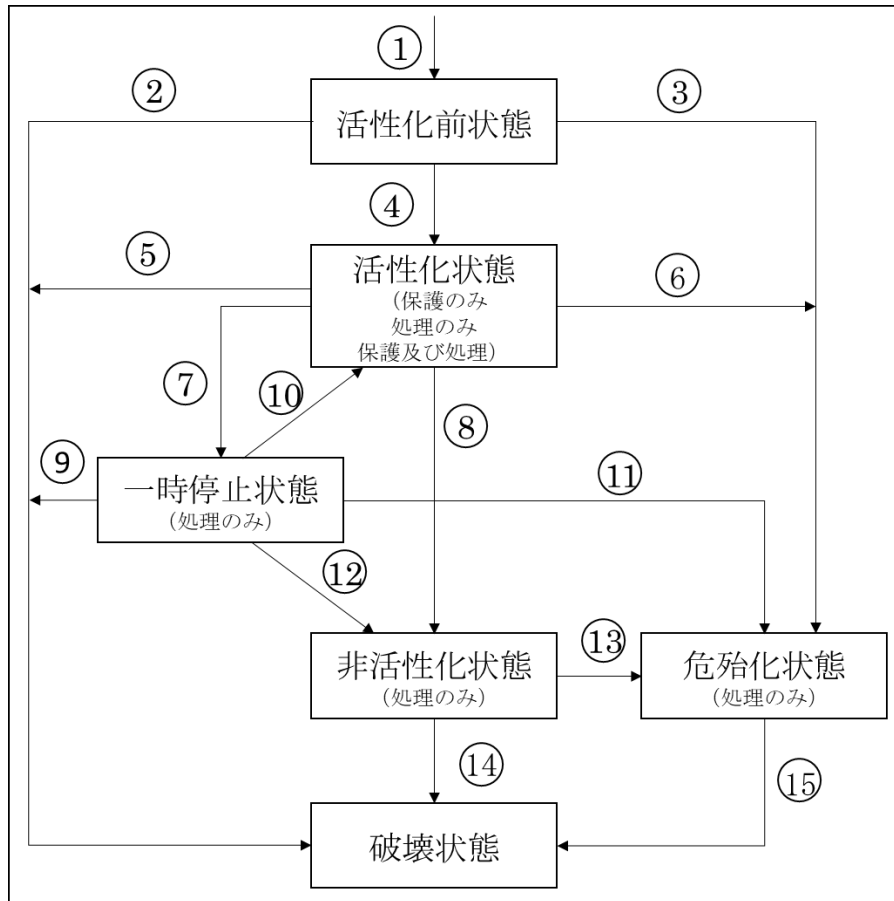 ①
②
③
活性化前状態
④
⑤
活性化状態
(保護のみ
処理のみ
保護及び処理)
⑥
⑦
⑩
⑧
⑨
一時停止状態
(処理のみ)
⑪
⑫
非活性化状態
(処理のみ)
⑬
危殆化状態
(処理のみ)
⑭
⑮
破壊状態